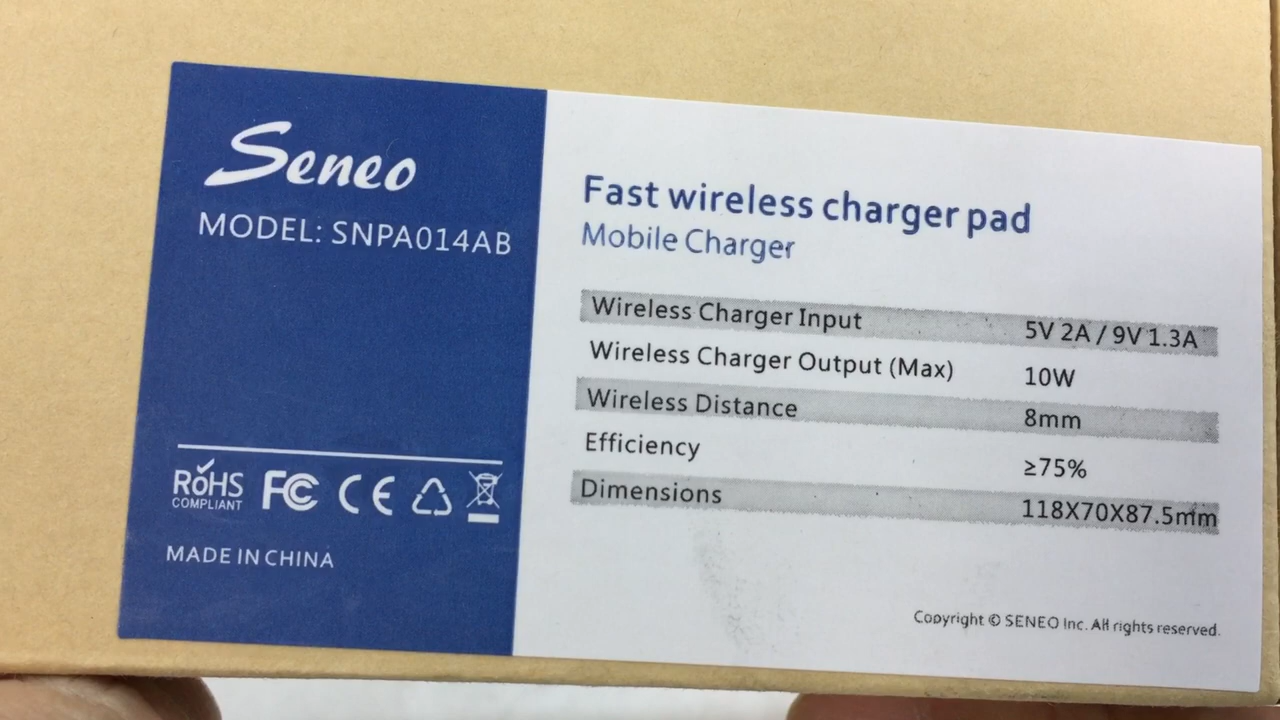 Seneo
MODEL: SNPA014AB
RoHS
COMPLIANT
FC CE
MADE IN CHINA
Fast wireless charger pad
Mobile Charger
Wireless Charger Input 5V 2A / 9V 1.3A
Wireless Charger Output (Max) 10W
Wireless Distance 8mm
Efficiency ≥75%
Dimensions 118X70X87.5mm
Copyright © SENEO Inc. All rights reserved.